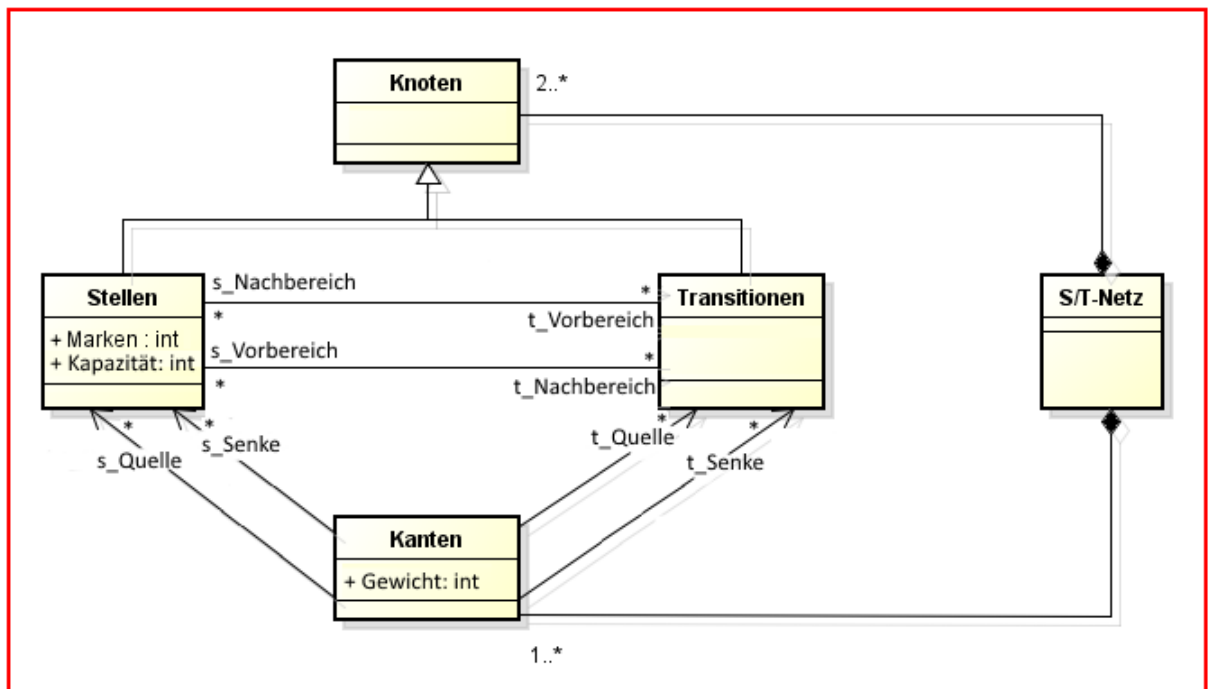 Knoten
2..*
Stellen
+ Marken : int
+ Kapazität: int
s_Nachbereich
*
*
t_Vorbereich
s_Vorbereich
*
*
t_Nachbereich
Transitionen
S/T-Netz
*
s_Quelle
*
s_Senke
*
t_Quelle
*
t_Senke
Kanten
+ Gewicht: int
1..*